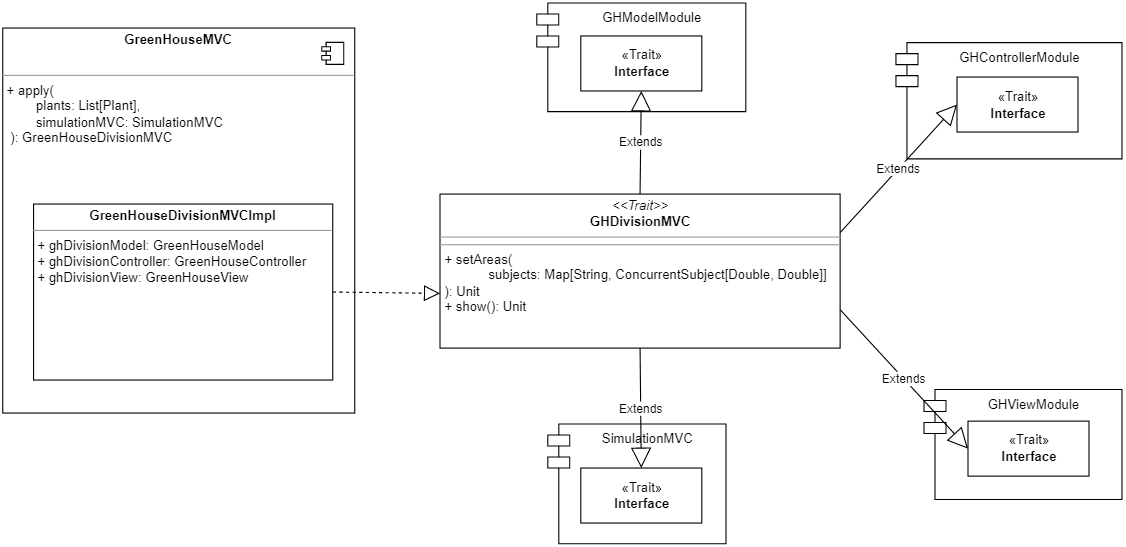 GreenHouseMVC
+ apply(
plants: List[Plant],
simulationMVC: SimulationMVC
): GreenHouseDivisionMVC
GreenHouseDivisionMVCImpl
+ ghDivisionModel: GreenHouseModel
+ ghDivisionController: GreenHouseController
+ ghDivisionView: GreenHouseView
GHModelModule
«Trait»
Interface
Extends
<<Trait>>
GHDivisionMVC
+ setAreas(
subjects: Map[String, ConcurrentSubject[Double, Double]]
): Unit
+ show(): Unit
Extends
SimulationMVC
«Trait»
Interface
GHControllerModule
«Trait»
Interface
Extends
Extends
GHViewModule
«Trait»
Interface